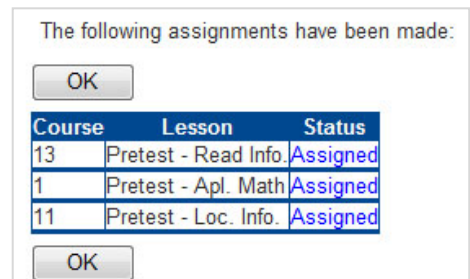 The following assignments have been made:
OK
Course Lesson Status
13 Pretest - Read Info. Assigned
1 Pretest - Apl. Math Assigned
11 Pretest - Loc. Info. Assigned
OK